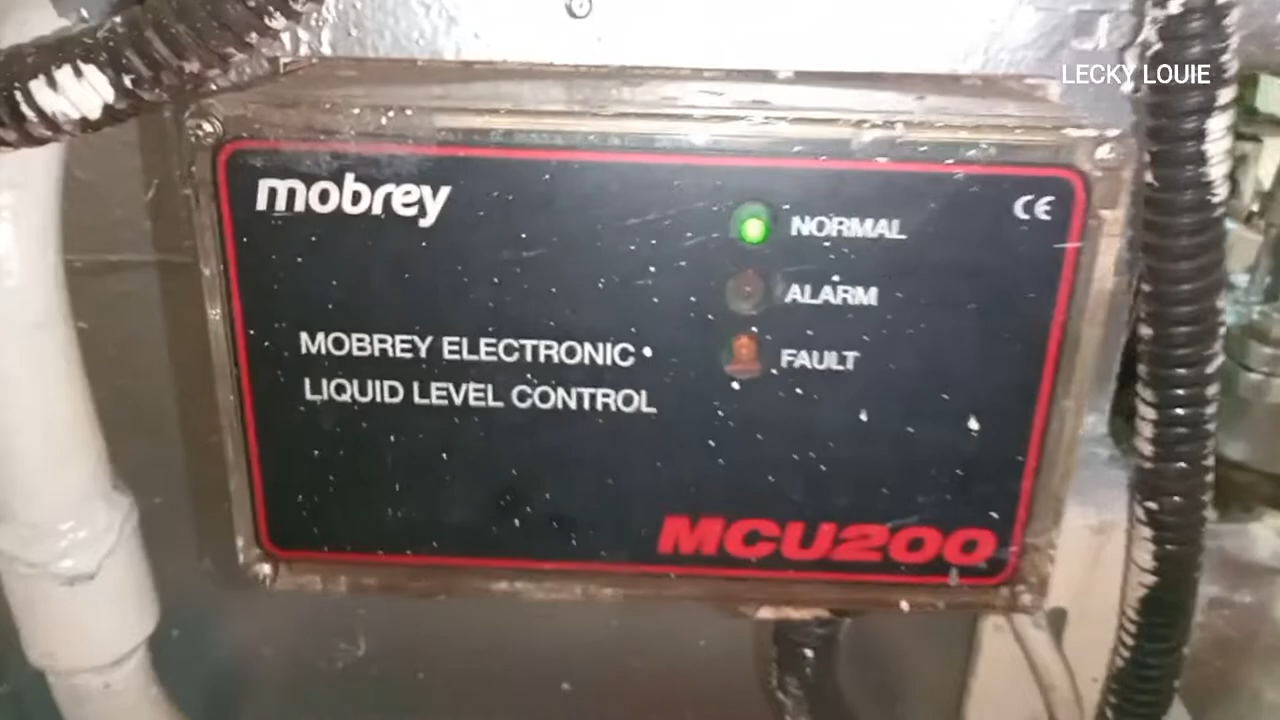 LECKY LOUIE
mobrey
CE
NORMAL
ALARM
FAULT
MOBREY ELECTRONIC
LIQUID LEVEL CONTROL
MCU200